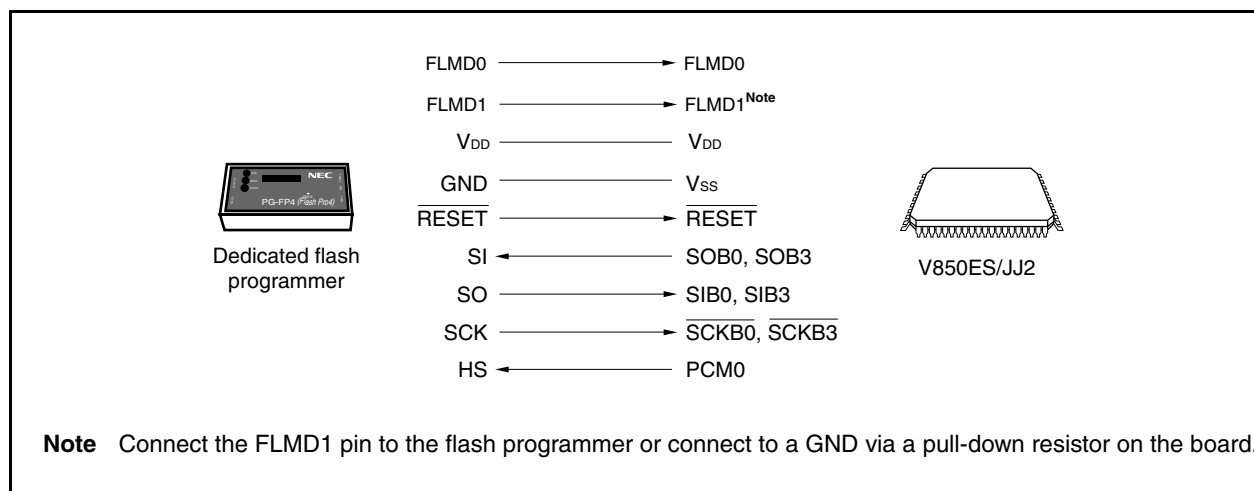 FLMD0 FLMD0
FLMD1 FLMD1Note
VDD VDD
GND VSS
RESET RESET
SI SOB0, SOB3
SO SIB0, SIB3
SCK SCKB0, SCKB3
HS PCM0
NEC
PG-FP4 (Flash Pro4)
Dedicated flash
programmer
V850ES/JJ2
Note Connect the FLMD1 pin to the flash programmer or connect to a GND via a pull-down resistor on the board.